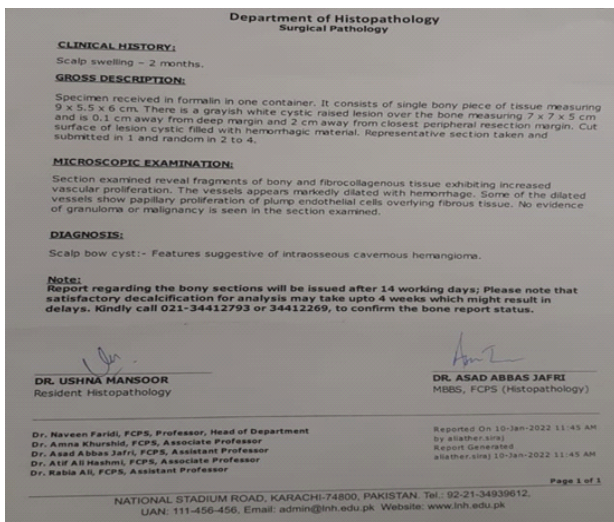 Department of Histopathology
Surgical Pathology
CLINICAL HISTORY:
Scalp swelling – 2 months.
GROSS DESCRIPTION:
Specimen received in formalin in one container. It consists of single bony piece of tissue measuring
9 x 5.5 x 6 cm. There is a grayish white cystic raised lesion over the bone measuring 7 x 7 x 5 cm
and is 0.1 cm away from deep margin and 2 cm away from closest peripheral resection margin. Cut
surface of lesion cystic filled with hemorrhagic material. Representative section taken and
submitted in 1 and random in 2 to 4.
MICROSCOPIC EXAMINATION:
Section examined reveal fragments of bony and fibrocollagenous tissue exhibiting increased
vascular proliferation. The vessels appears markedly dilated with hemorrhage. Some of the dilated
vessels show papillary proliferation of plump endothelial cells overlying fibrous tissue. No evidence
of granuloma or malignancy is seen in the section examined.
DIAGNOSIS:
Scalp bow cyst:- Features suggestive of intraosseous cavernous hemangioma.
Note:
Report regarding the bony sections will be issued after 14 working days; Please note that
satisfactory decalcification for analysis may take upto 4 weeks which might result in
delays. Kindly call 021-34412793 or 34412269, to confirm the bone report status.
DR. USHNA MANSOOR
Resident Histopathology
DR. ASAD ABBAS JAFRI
MBBS, FCPS (Histopathology)
Dr. Naveen Faridi, FCPS, Professor, Head of Department
Dr. Amna Khurshid, FCPS, Associate Professor
Dr. Asad Abbas Jafri, FCPS, Assistant Professor
Dr. Atif Ali Hashmi, FCPS, Associate Professor
Dr. Rabia Ali, FCPS, Assistant Professor
Reported On 10-Jan-2022 11:45 AM
by aliather.siraj
Report Generated
aliather.siraj 10-Jan-2022 11:45 AM
Page 1 of 1
NATIONAL STADIUM ROAD, KARACHI-74800, PAKISTAN. Tel.: 92-21-34939612,
UAN: 111-456-456, Email: admin@lnh.edu.pk Website: www.lnh.edu.pk